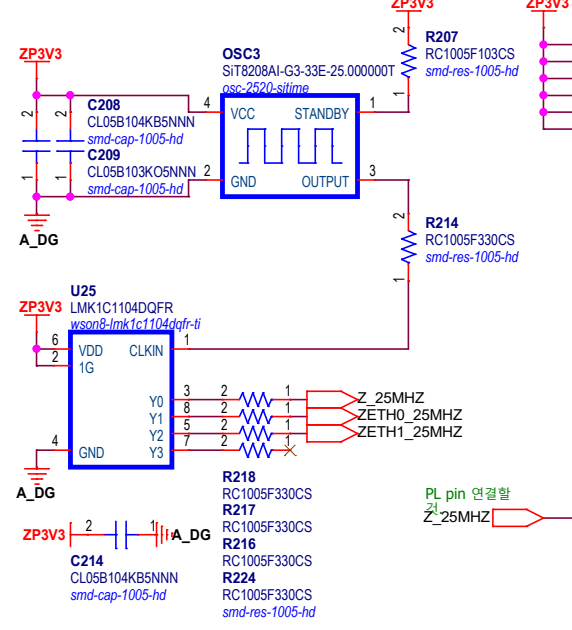 ZP3V3
ZP3V3
2
R207
RC1005F103CS
smd-res-1005-hd
1
ZP3V3
OSC3
SiT8208AI-G3-33E-25.000000T
osc-2520-sitime
2
2
C208
CL05B104KB5NNN
smd-cap-1005-hd
C209
CL05B103KO5NNN
smd-cap-1005-hd
1
1
A_DG
4
VCC
STANDBY
1
2
GND
OUTPUT
3
2
R214
RC1005F330CS
smd-res-1005-hd
1
U25
LMK1C1104DQFR
wson8-lmk1c1104dqfr-ti
ZP3V3
6
VDD
CLKIN
1
2
1G
Y0
3
2
1
Z_25MHZ
Y1
8
2
1
ZETH0_25MHZ
Y2
5
2
1
ZETH1_25MHZ
4
GND
Y3
7
2
1
A_DG
R218
RC1005F330CS
R217
RC1005F330CS
R216
RC1005F330CS
R224
RC1005F330CS
smd-res-1005-hd
ZP3V3
2
1
A_DG
C214
CL05B104KB5NNN
smd-cap-1005-hd
PL pin 연결할
것.
Z_25MHZ